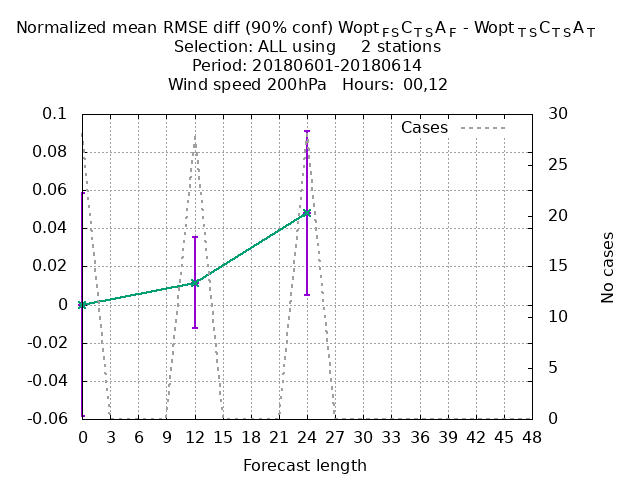 Normalized mean RMSE diff (90% conf) Wopt FS C TS A F - Wopt TS C TS A T
Selection: ALL using 2 stations
Period: 20180601-20180614
Wind speed 200hPa Hours: 00,12
Cases
0.1
0.08
0.06
0.04
0.02
0
-0.02
-0.04
-0.06
30
25
20
15
10
5
0
No cases
0 3 6 9 12 15 18 21 24 27 30 33 36 39 42 45 48
Forecast length